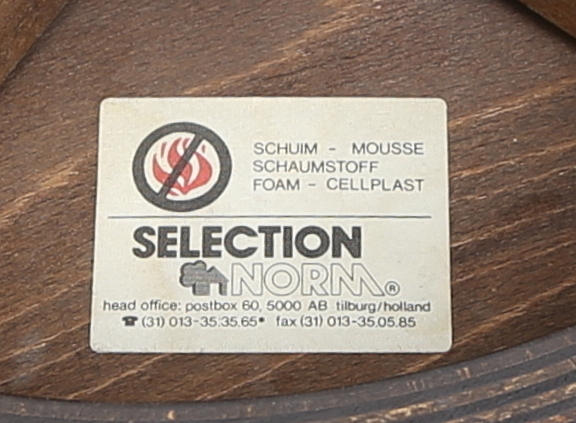 SCHUIM - MOUSSE
SCHAUMSTOFF
FOAM - CELLPLAST
SELECTION
NORM®
head office: postbox 60, 5000 AB tilburg/holland
☎ (31) 013-35.35.65* fax (31) 013-35.05.85